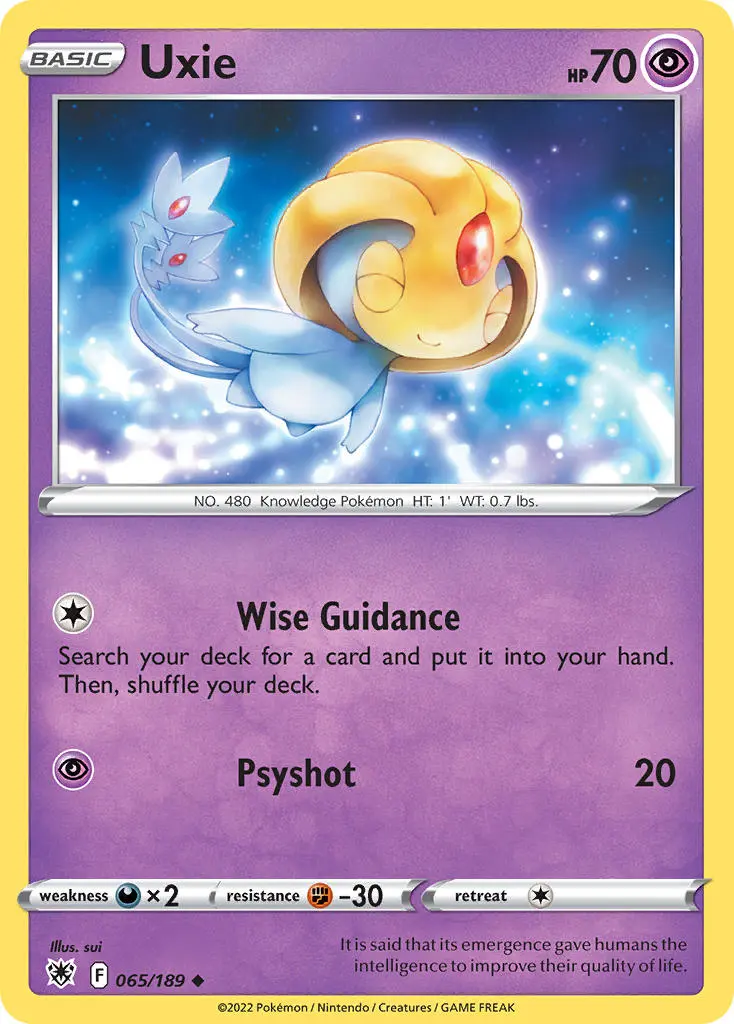 BASIC Uxie HP70
NO. 480 Knowledge Pokémon HT: 1' WT: 0.7 lbs.
Wise Guidance
Search your deck for a card and put it into your hand.
Then, shuffle your deck.
Psyshot 20
weakness ×2 resistance -30 retreat
Illus. sui
It is said that its emergence gave humans the
intelligence to improve their quality of life.
F 065/189
©2022 Pokémon / Nintendo / Creatures / GAME FREAK